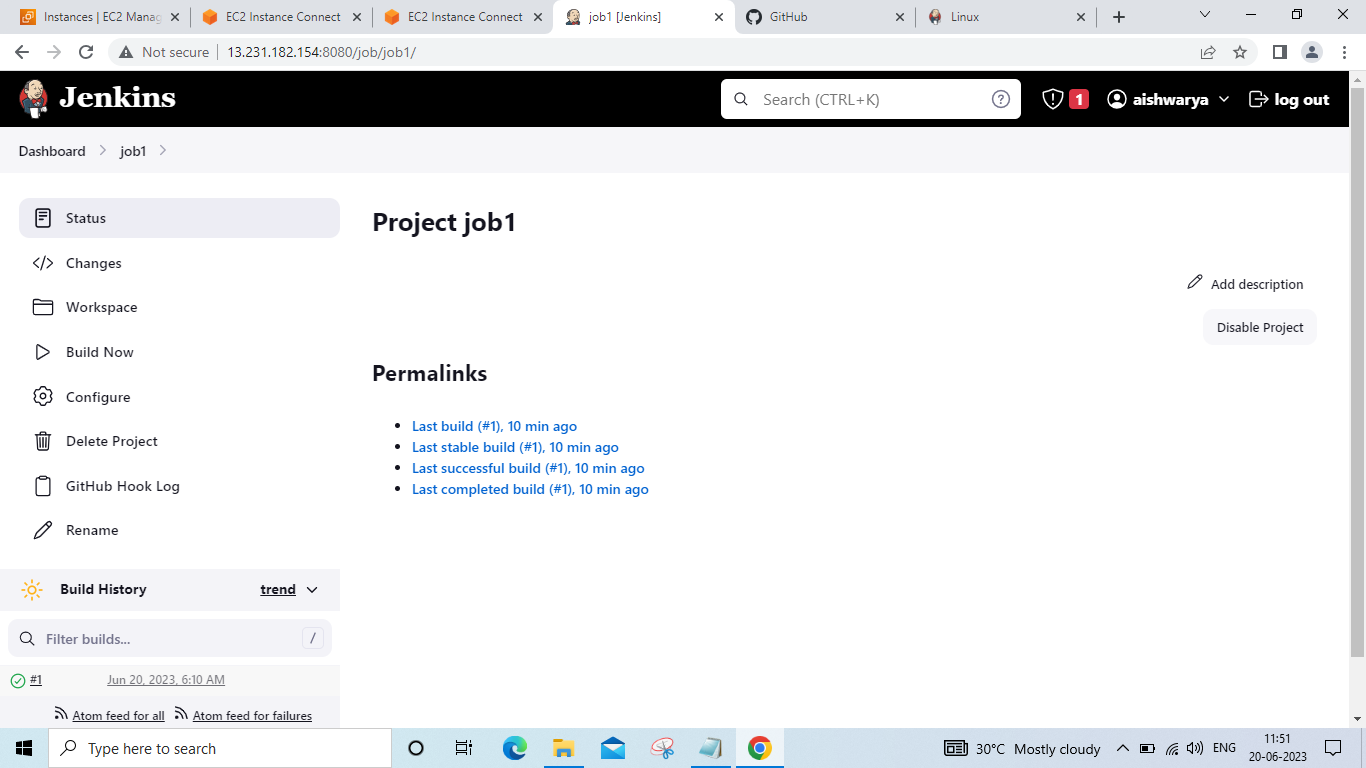 Instances | EC2 Manag
EC2 Instance Connect
EC2 Instance Connect
job1 [Jenkins]
GitHub
Linux
Not secure
13.231.182.154:8080/job/job1/
Jenkins
Search (CTRL+K)
1
aishwarya
log out
Dashboard
job1
Status
Changes
Workspace
Build Now
Configure
Delete Project
GitHub Hook Log
Rename
Build History
trend
Filter builds...
/
#1
Jun 20, 2023, 6:10 AM
Atom feed for all
Atom feed for failures
Project job1
Add description
Disable Project
Permalinks
Last build (#1), 10 min ago
Last stable build (#1), 10 min ago
Last successful build (#1), 10 min ago
Last completed build (#1), 10 min ago
Type here to search
30°C Mostly cloudy
ENG
11:51
20-06-2023